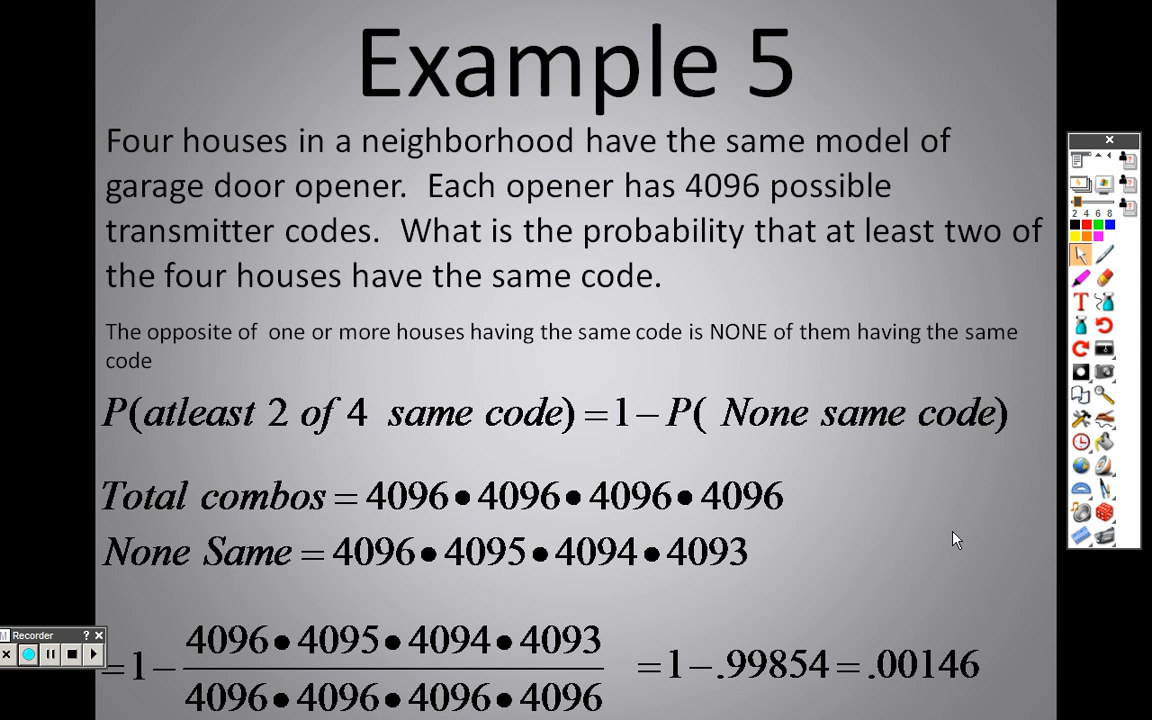 Example 5
Four houses in a neighborhood have the same model of
garage door opener.  Each opener has 4096 possible
transmitter codes.  What is the probability that at least two of
the four houses have the same code.
The opposite of  one or more houses having the same code is NONE of them having the same
code
P(atleast 2 of 4 same code) = 1 − P( None same code)
Total combos = 4096 • 4096 • 4096 • 4096
None Same = 4096 • 4095 • 4094 • 4093
= 1 − (4096 • 4095 • 4094 • 4093) / (4096 • 4096 • 4096 • 4096) = 1 − .99854 = .00146
Recorder ? ×
2 4 6 8
T